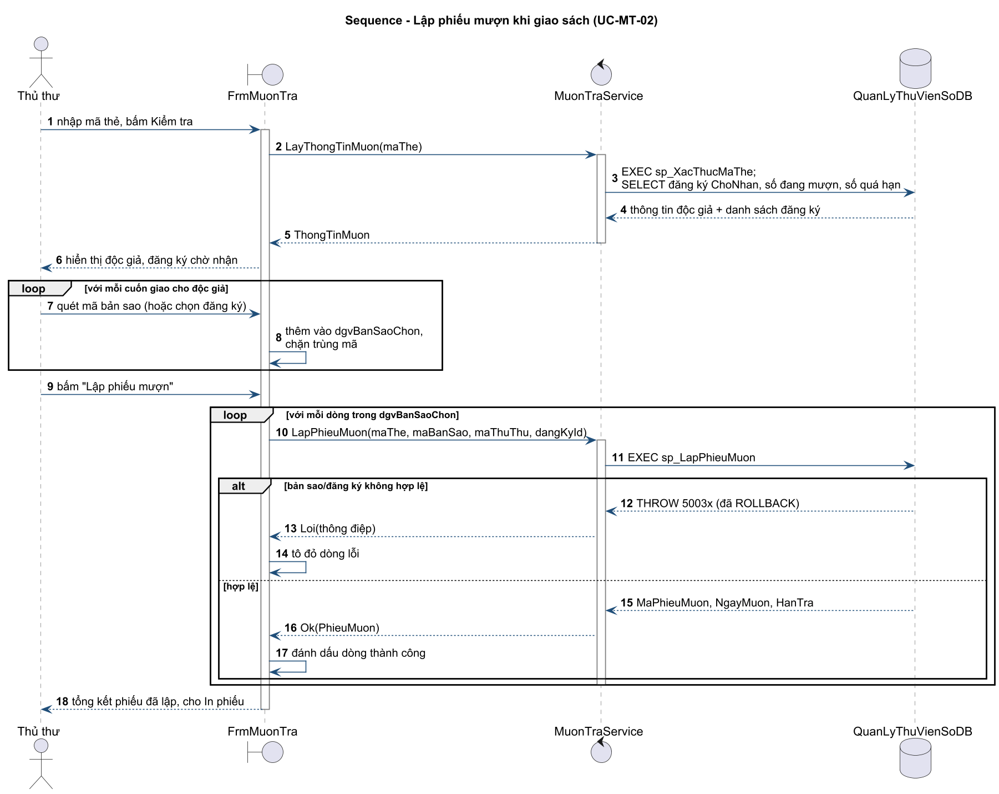 Sequence - Lập phiếu mượn khi giao sách (UC-MT-02)
Thủ thư
FrmMuonTra
MuonTraService
QuanLyThuVienSoDB
1 nhập mã thẻ, bấm Kiểm tra
2 LayThongTinMuon(maThe)
3 EXEC sp_XacThucMaThe;
SELECT đăng ký ChoNhan, số đang mượn, số quá hạn
4 thông tin độc giả + danh sách đăng ký
5 ThongTinMuon
6 hiển thị độc giả, đăng ký chờ nhận
loop [với mỗi cuốn giao cho độc giả]
7 quét mã bản sao (hoặc chọn đăng ký)
8 thêm vào dgvBanSaoChon,
chặn trùng mã
9 bấm "Lập phiếu mượn"
loop [với mỗi dòng trong dgvBanSaoChon]
10 LapPhieuMuon(maThe, maBanSao, maThuThu, dangKyId)
11 EXEC sp_LapPhieuMuon
alt [bản sao/đăng ký không hợp lệ]
12 THROW 5003x (đã ROLLBACK)
13 Loi(thông điệp)
14 tô đỏ dòng lỗi
[hợp lệ]
15 MaPhieuMuon, NgayMuon, HanTra
16 Ok(PhieuMuon)
17 đánh dấu dòng thành công
18 tổng kết phiếu đã lập, cho In phiếu
Thủ thư
FrmMuonTra
MuonTraService
QuanLyThuVienSoDB